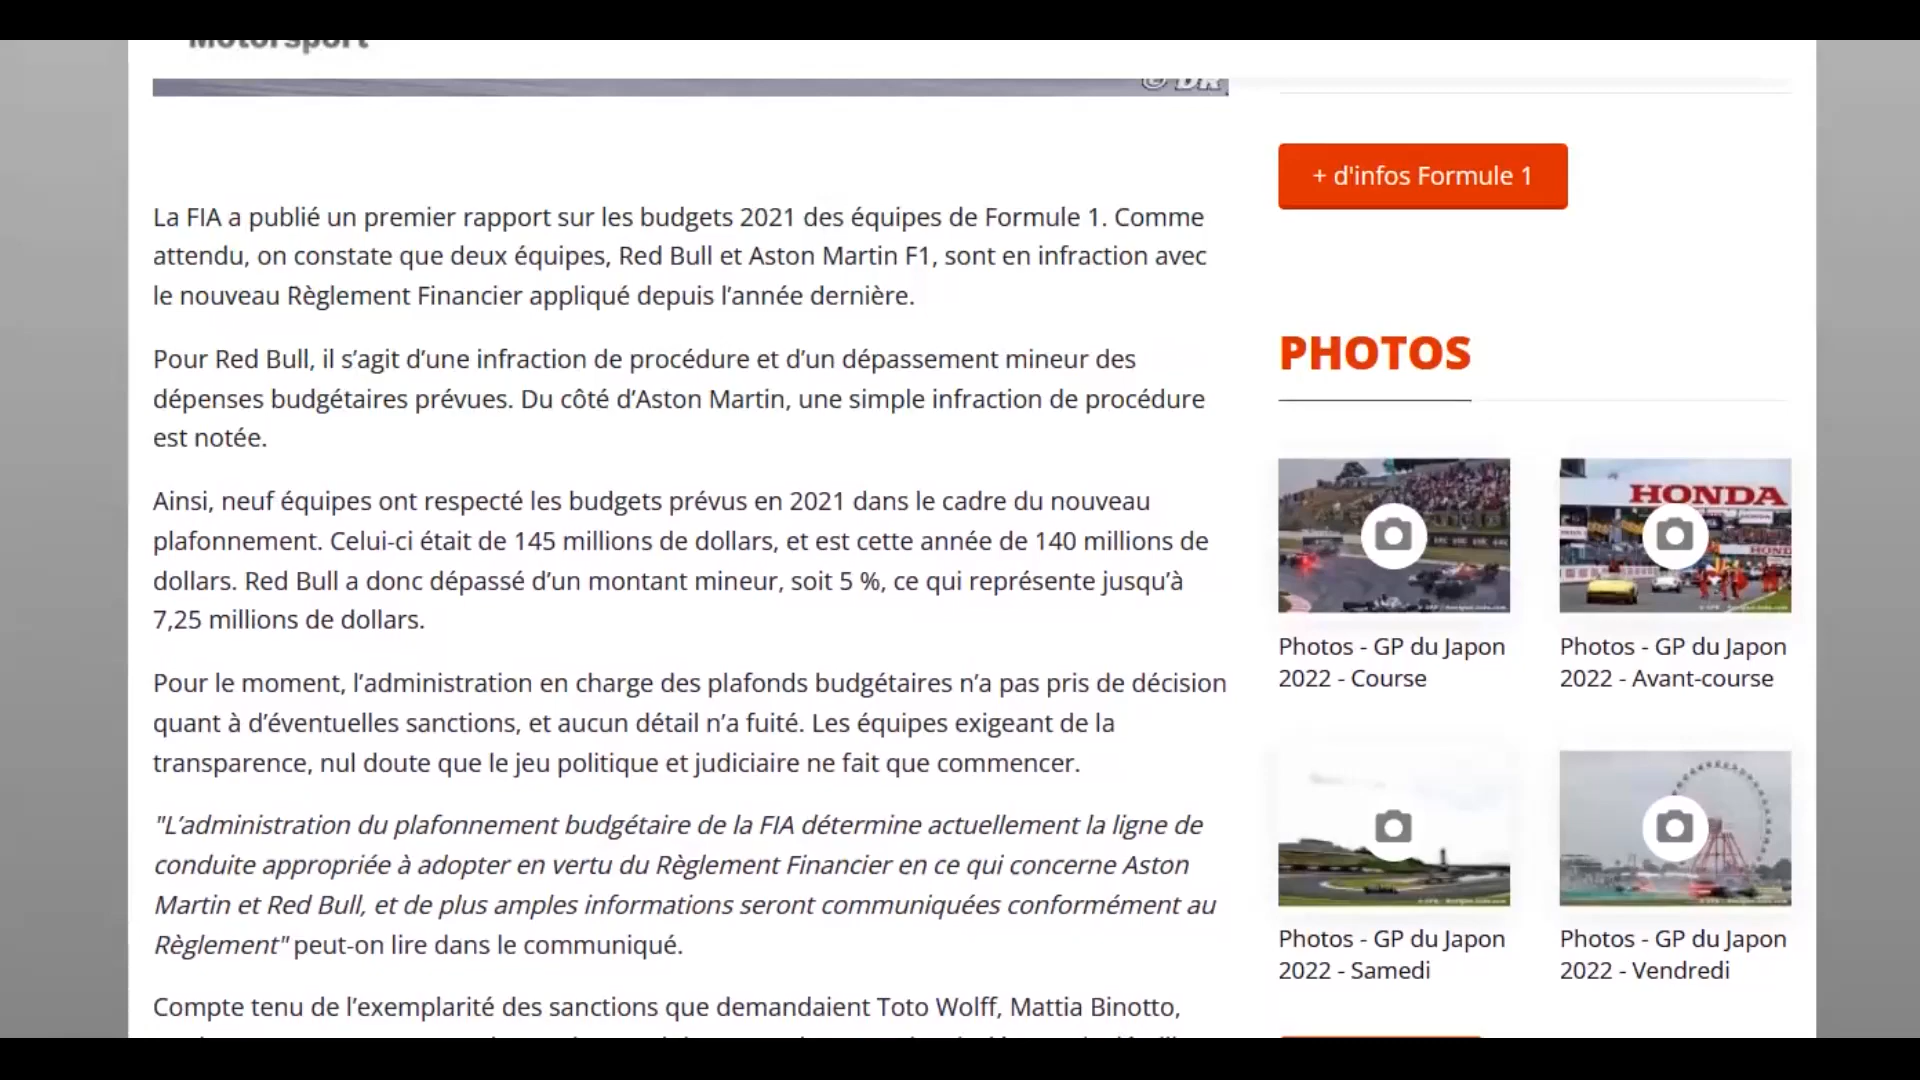 Motorsport
© DR
La FIA a publié un premier rapport sur les budgets 2021 des équipes de Formule 1. Comme
attendu, on constate que deux équipes, Red Bull et Aston Martin F1, sont en infraction avec
le nouveau Règlement Financier appliqué depuis l’année dernière.
Pour Red Bull, il s’agit d’une infraction de procédure et d’un dépassement mineur des
dépenses budgétaires prévues. Du côté d’Aston Martin, une simple infraction de procédure
est notée.
Ainsi, neuf équipes ont respecté les budgets prévus en 2021 dans le cadre du nouveau
plafonnement. Celui-ci était de 145 millions de dollars, et est cette année de 140 millions de
dollars. Red Bull a donc dépassé d’un montant mineur, soit 5 %, ce qui représente jusqu’à
7,25 millions de dollars.
Pour le moment, l’administration en charge des plafonds budgétaires n’a pas pris de décision
quant à d’éventuelles sanctions, et aucun détail n’a fuité. Les équipes exigeant de la
transparence, nul doute que le jeu politique et judiciaire ne fait que commencer.
"L’administration du plafonnement budgétaire de la FIA détermine actuellement la ligne de
conduite appropriée à adopter en vertu du Règlement Financier en ce qui concerne Aston
Martin et Red Bull, et de plus amples informations seront communiquées conformément au
Règlement" peut-on lire dans le communiqué.
Compte tenu de l’exemplarité des sanctions que demandaient Toto Wolff, Mattia Binotto,
+ d'infos Formule 1
PHOTOS
HONDA
Photos - GP du Japon
2022 - Course
Photos - GP du Japon
2022 - Avant-course
Photos - GP du Japon
2022 - Samedi
Photos - GP du Japon
2022 - Vendredi